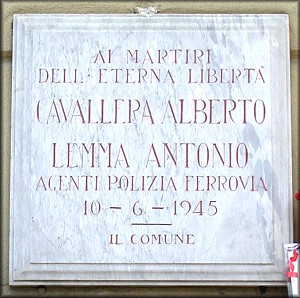 AI MARTIRI
DELL'ETERNA LIBERTÀ
CAVALLERA ALBERTO
LEMMA ANTONIO
AGENTI POLIZIA FERROVIA
10-6-1945
IL COMUNE